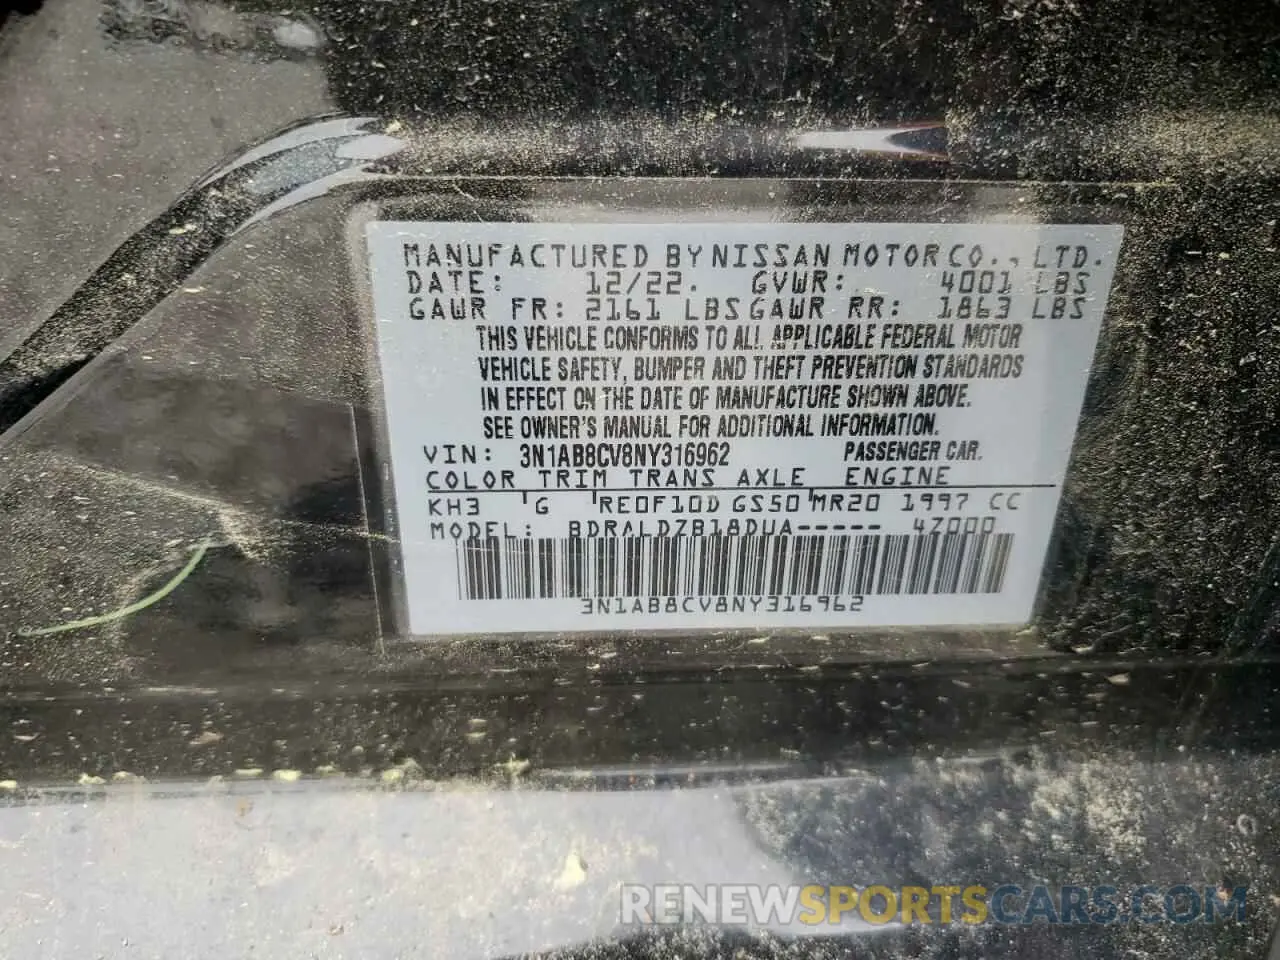 MANUFACTURED BY NISSAN MOTOR CO., LTD.
DATE: 12/22. GVWR: 4001 LBS
GAWR FR: 2161 LBS GAWR RR: 1863 LBS
THIS VEHICLE CONFORMS TO ALL APPLICABLE FEDERAL MOTOR
VEHICLE SAFETY, BUMPER AND THEFT PREVENTION STANDARDS
IN EFFECT ON THE DATE OF MANUFACTURE SHOWN ABOVE.
SEE OWNER'S MANUAL FOR ADDITIONAL INFORMATION.
VIN: 3N1AB8CV8NY316962 PASSENGER CAR.
COLOR TRIM TRANS AXLE ENGINE
KH3 G RE0F10D GS50 MR20 1997 CC
MODEL: BDRALDZB18DUA----- 4Z000
3N1AB8CV8NY316962
RENEWSPORTSCARS.COM